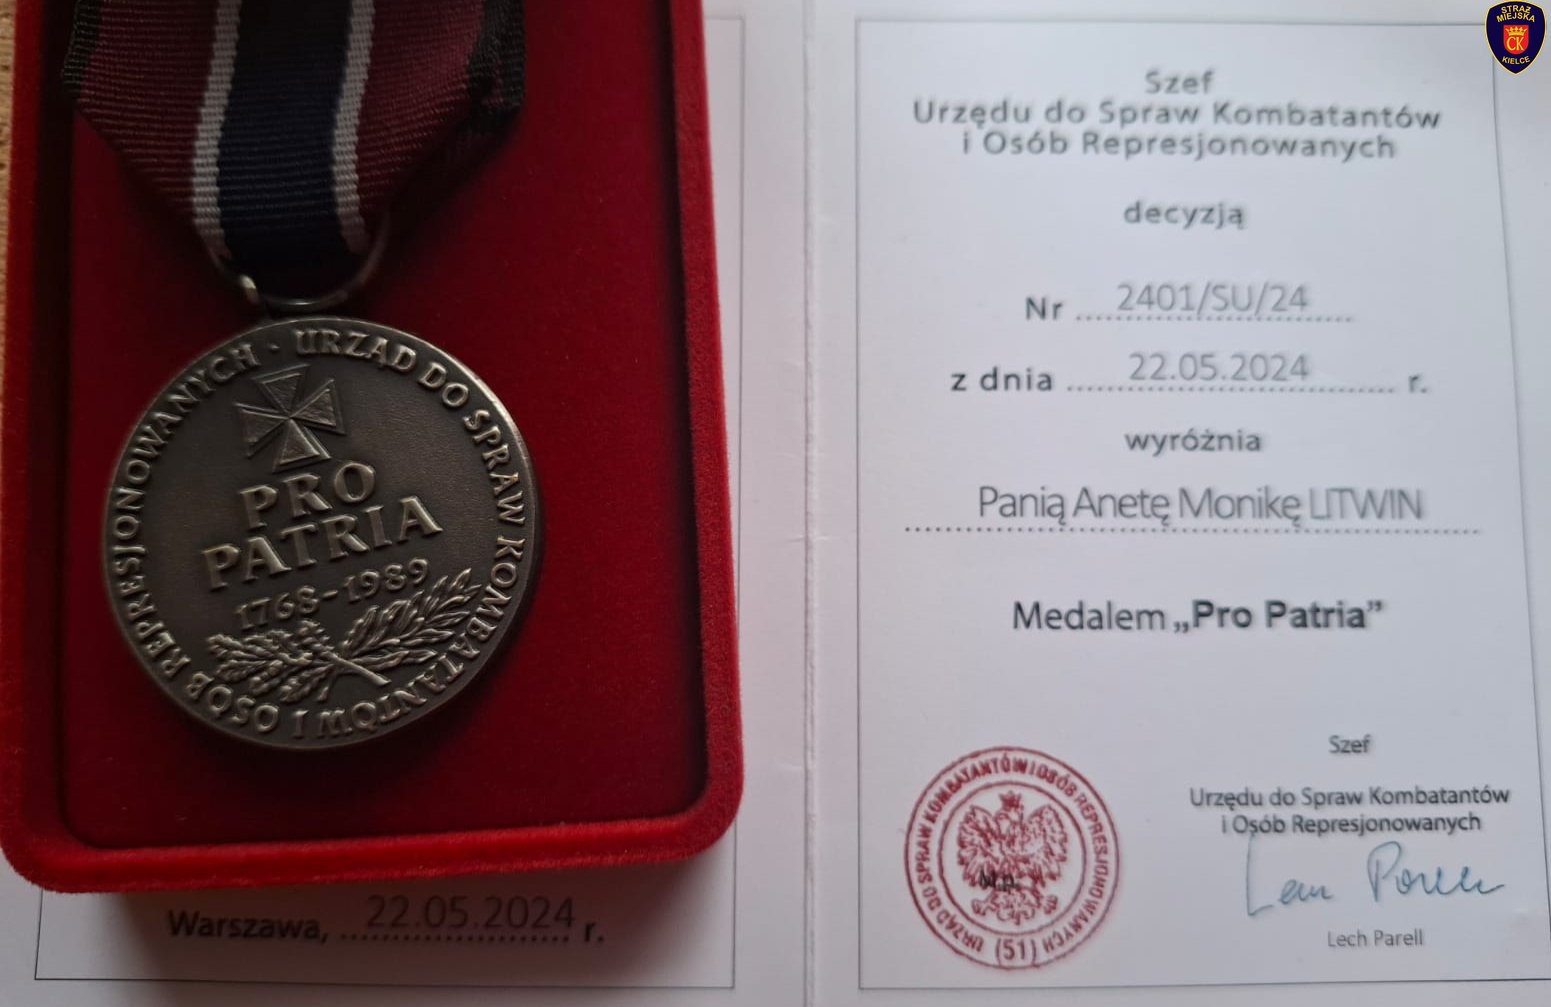 URZĄD DO SPRAW KOMBATANTÓW I OSÓB REPRESJONOWANYCH ·
PRO
PATRIA
1768-1989
Warszawa, 22.05.2024 r.
Szef
Urzędu do Spraw Kombatantów
i Osób Represjonowanych
decyzją
Nr 2401/SU/24
z dnia 22.05.2024 r.
wyróżnia
Panią Anetę Monikę LITWIN
Medalem „Pro Patria”
Szef
Urzędu do Spraw Kombatantów
i Osób Represjonowanych
Lech Parell
Lech Parell
URZĄD DO SPRAW KOMBATANTÓW I OSÓB REPRESJONOWANYCH
(51)
M.p.
STRAŻ
MIEJSKA
CK
KIELCE